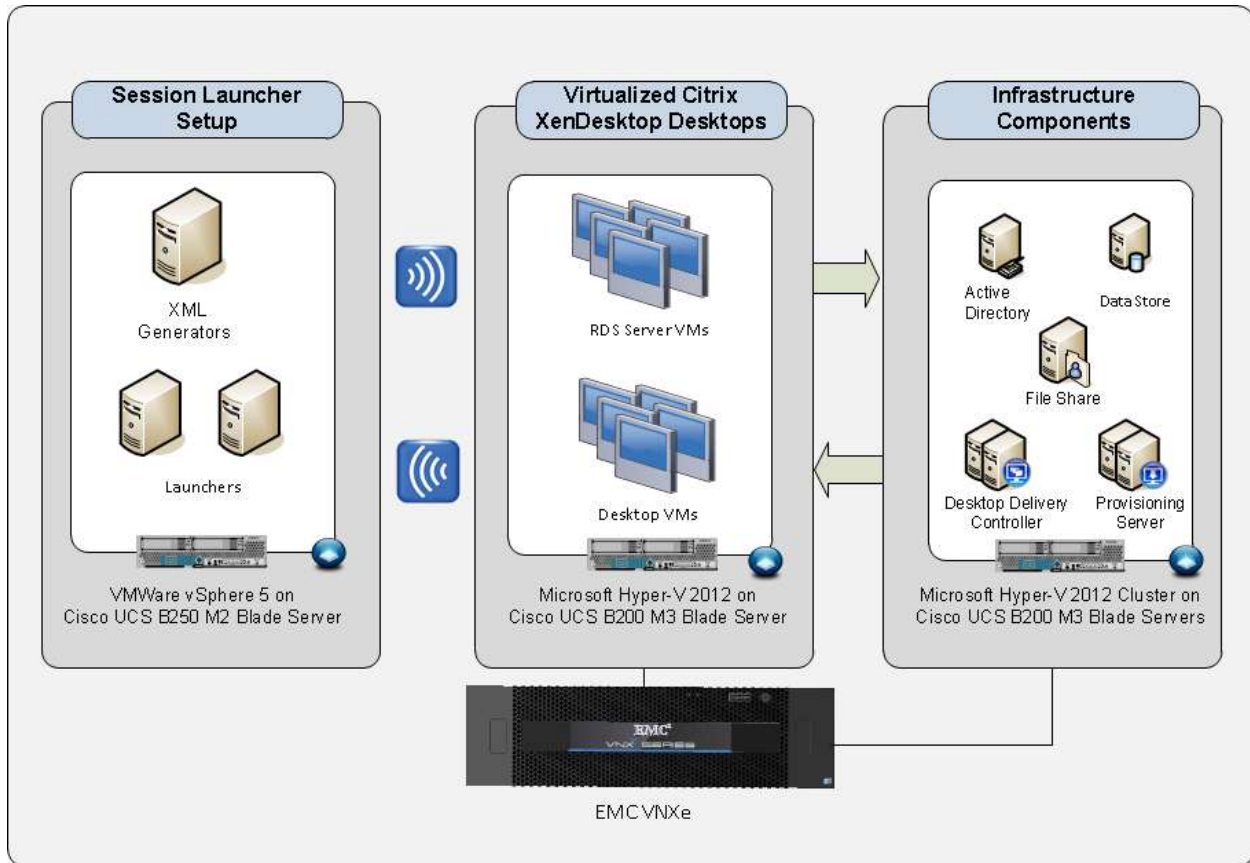 Session Launcher
Setup
XML
Generators
Launchers
VMWare vSphere 5 on
Cisco UCS B250 M2 Blade Server
Virtualized Citrix
XenDesktop Desktops
RDS Server VMs
Desktop VMs
Microsoft Hyper-V 2012 on
Cisco UCS B200 M3 Blade Server
Infrastructure
Components
Active
Directory
Data Store
File Share
Desktop Delivery
Controller
Provisioning
Server
Microsoft Hyper-V 2012 Cluster on
Cisco UCS B200 M3 Blade Servers
EMC²
VNX SERIES
EMC VNXe